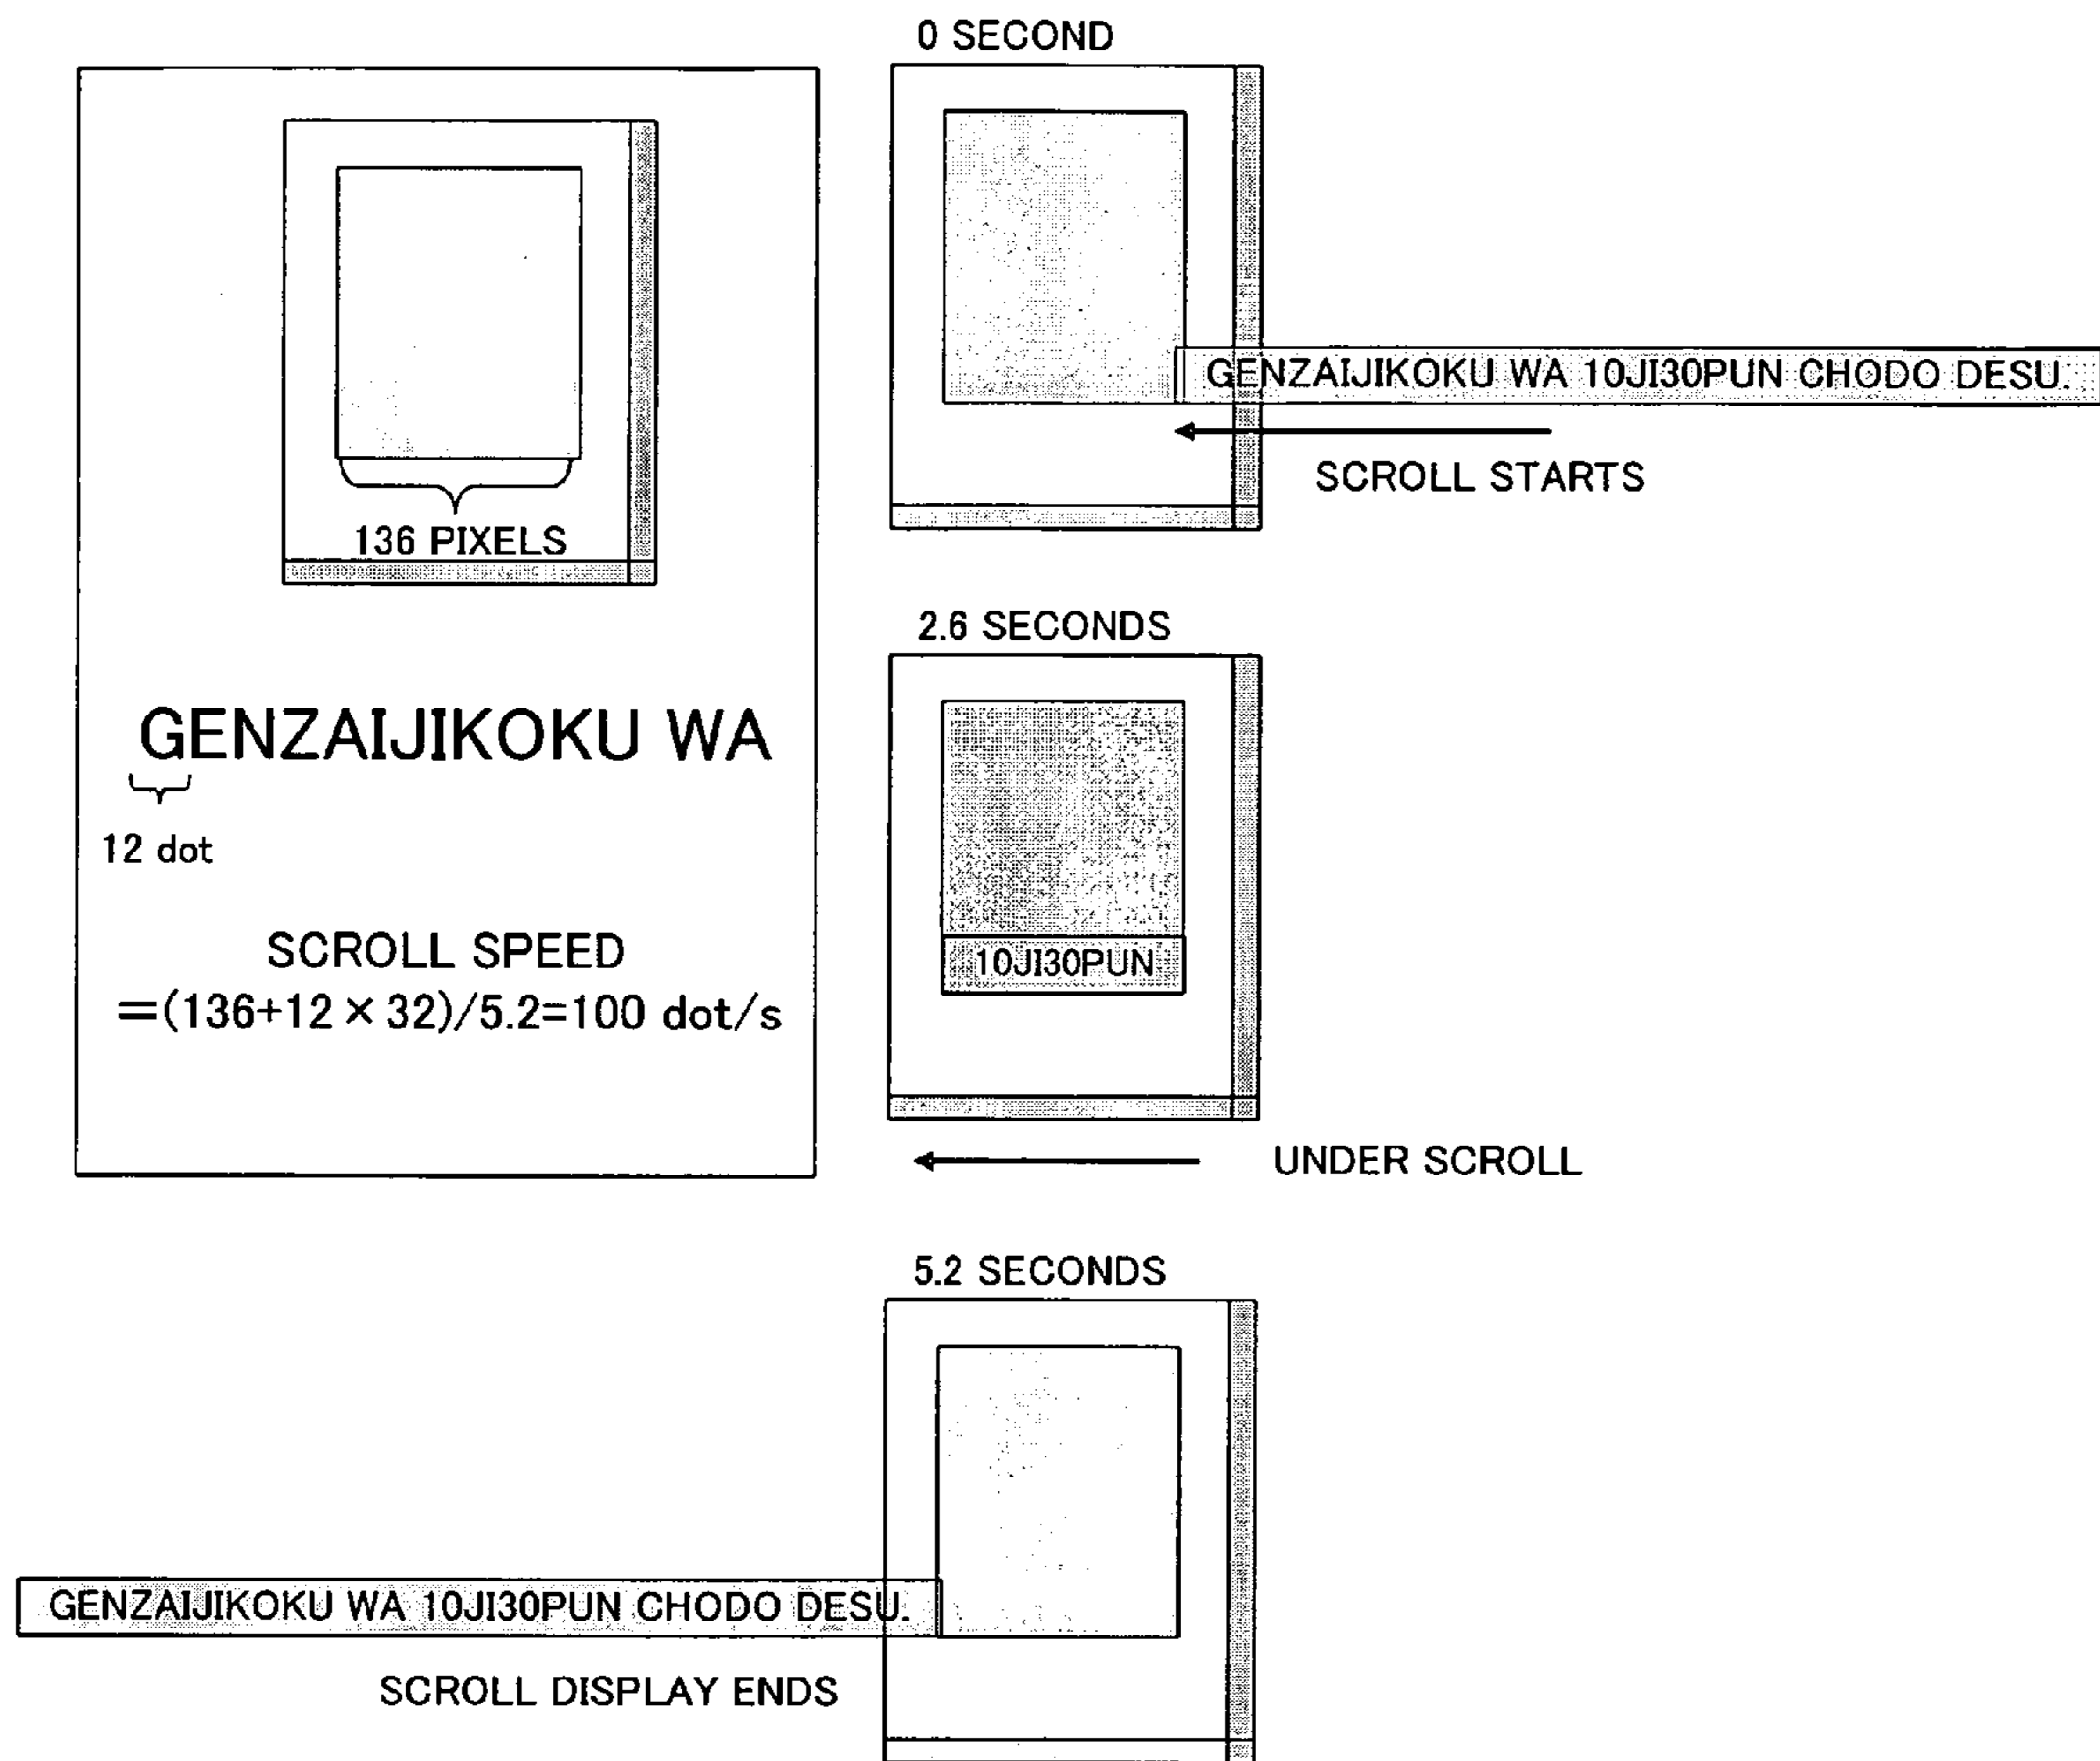 136 PIXELS
GENZAIJIKOKU WA
12 dot
SCROLL SPEED
=(136+12×32)/5.2=100 dot/s
0 SECOND
GENZAIJIKOKU WA 10JI30PUN CHODO DESU.
SCROLL STARTS
2.6 SECONDS
10JI30PUN
UNDER SCROLL
5.2 SECONDS
GENZAIJIKOKU WA 10JI30PUN CHODO DESU.
SCROLL DISPLAY ENDS